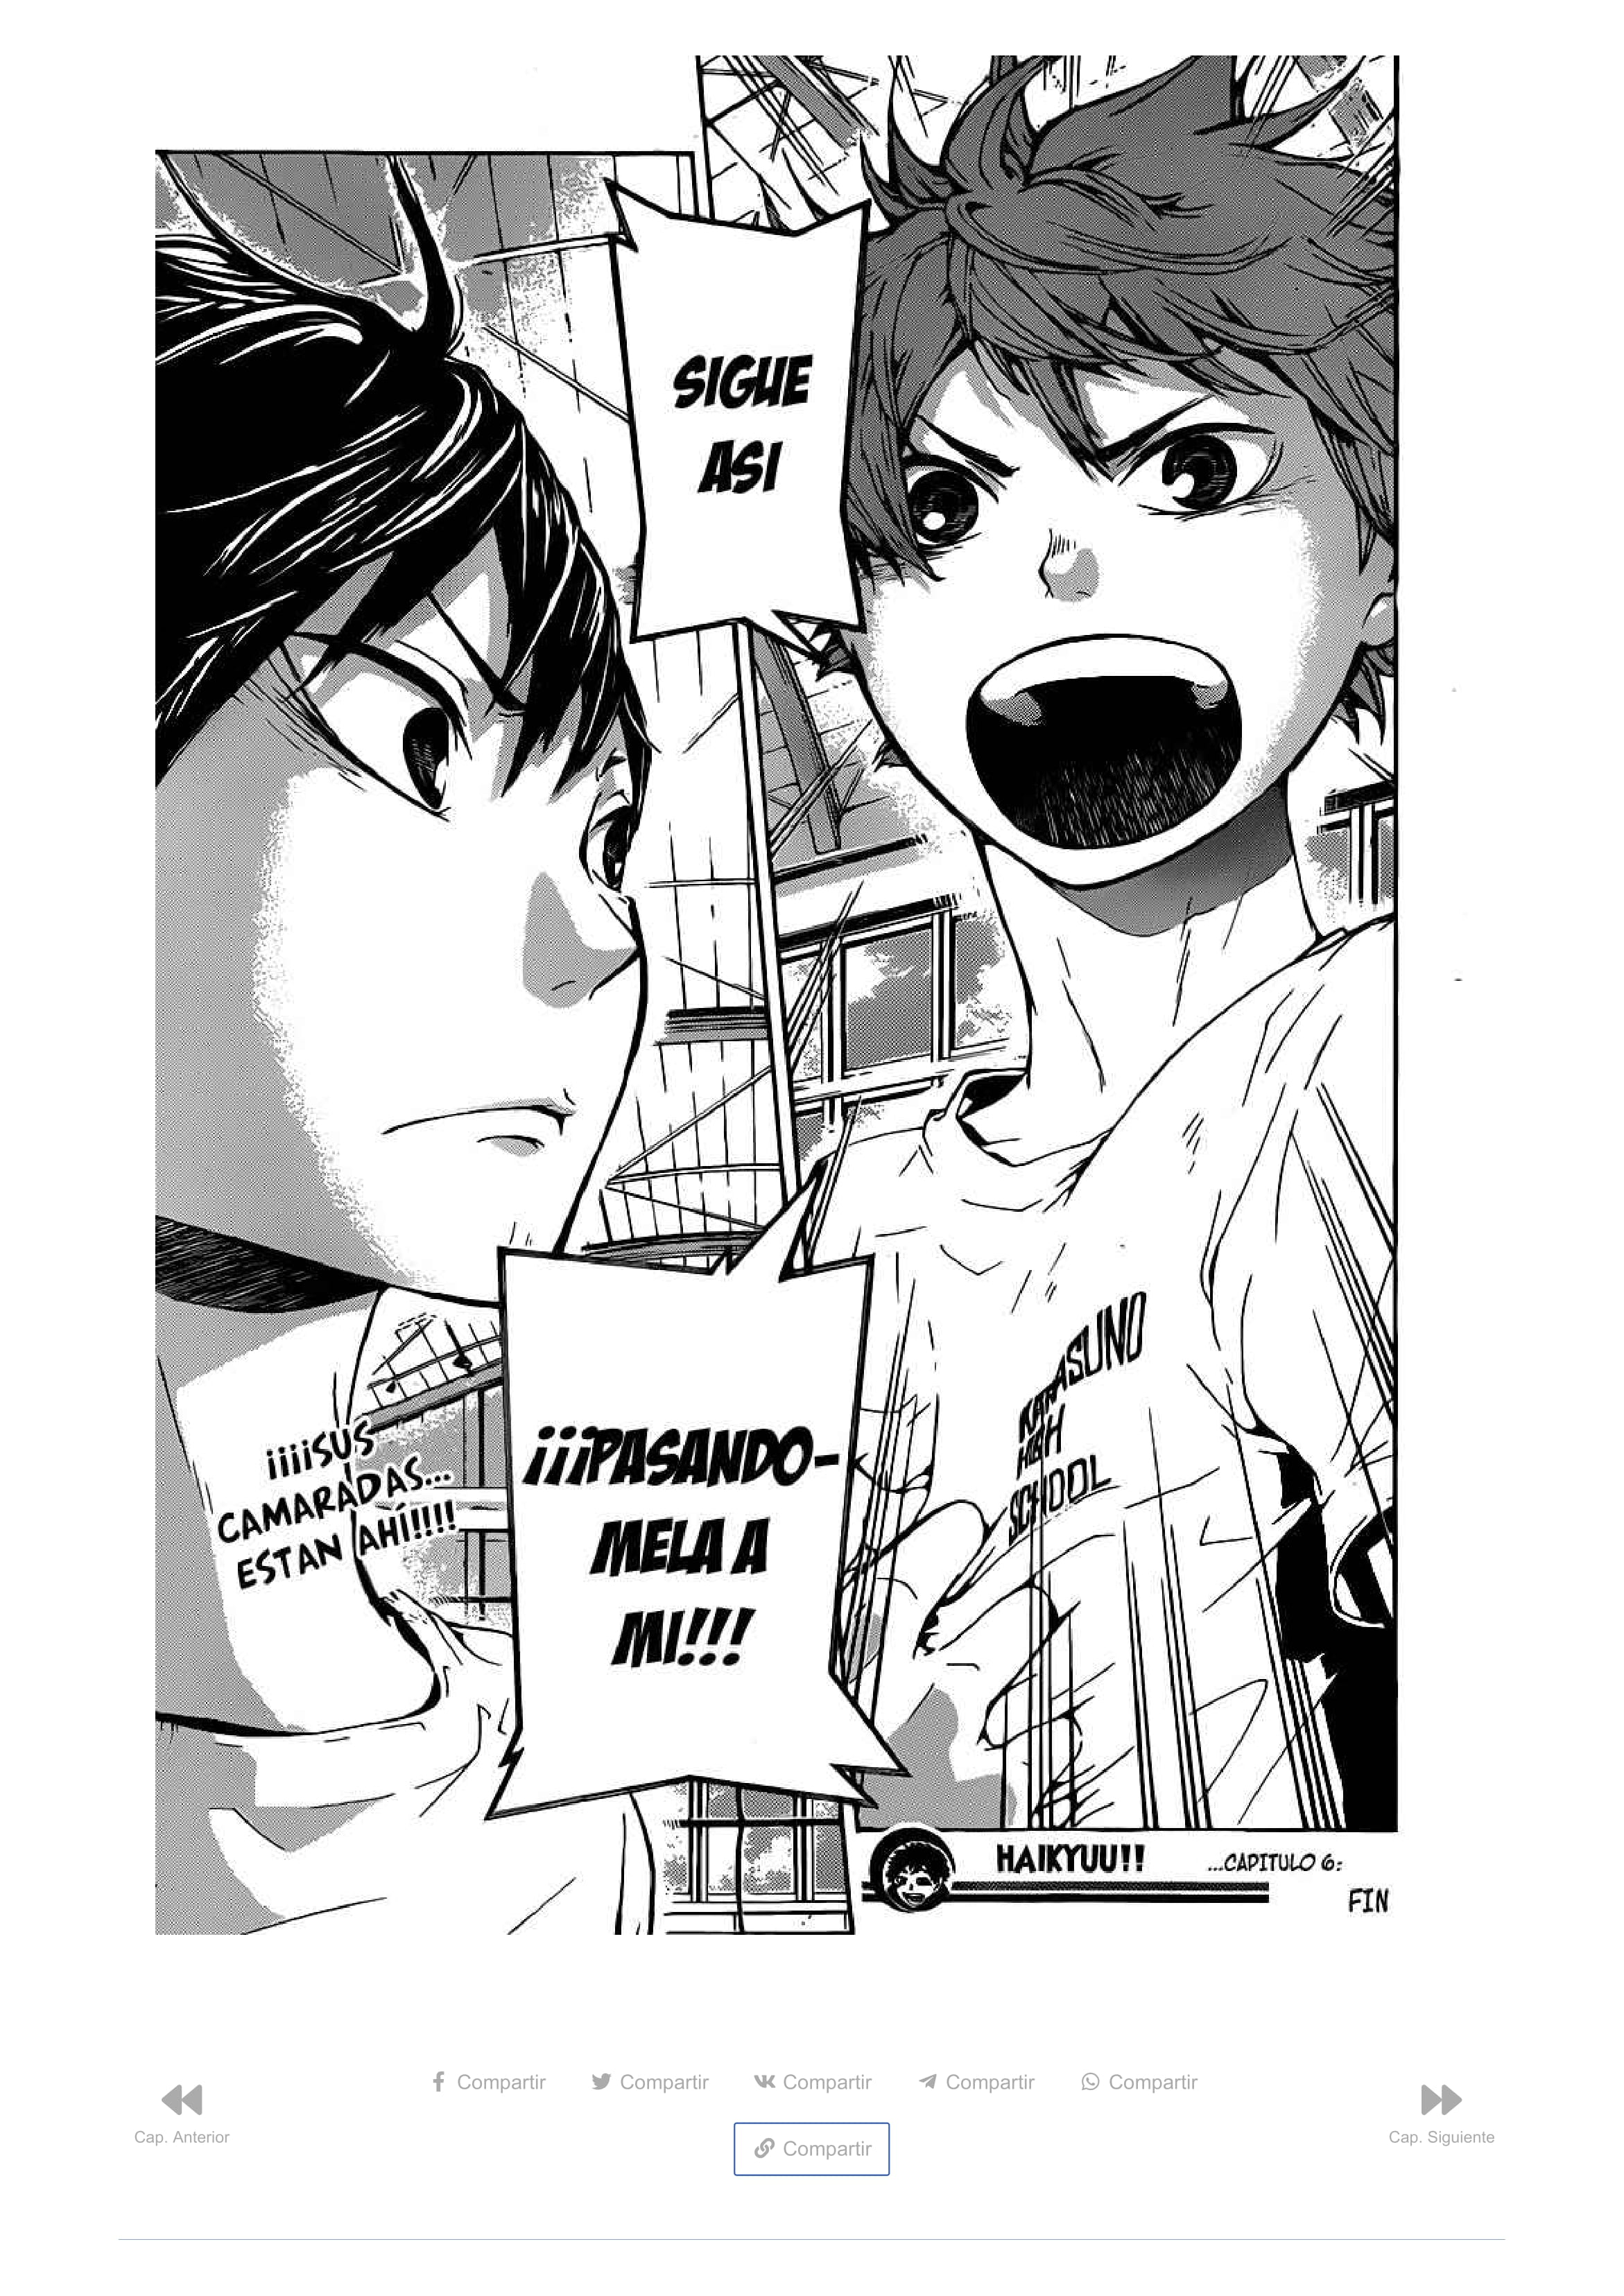 SIGUE
ASI
¡¡¡PASANDO-
MELA A
MI!!!
KARASUNO
HIGH
SCHOOL
¡¡¡¡SUS
CAMARADAS...
ESTAN AHÍ!!!!
HAIKYUU!!
...CAPITULO 6:
FIN
Compartir
Compartir
Compartir
Compartir
Compartir
Cap. Anterior
Cap. Siguiente
Compartir